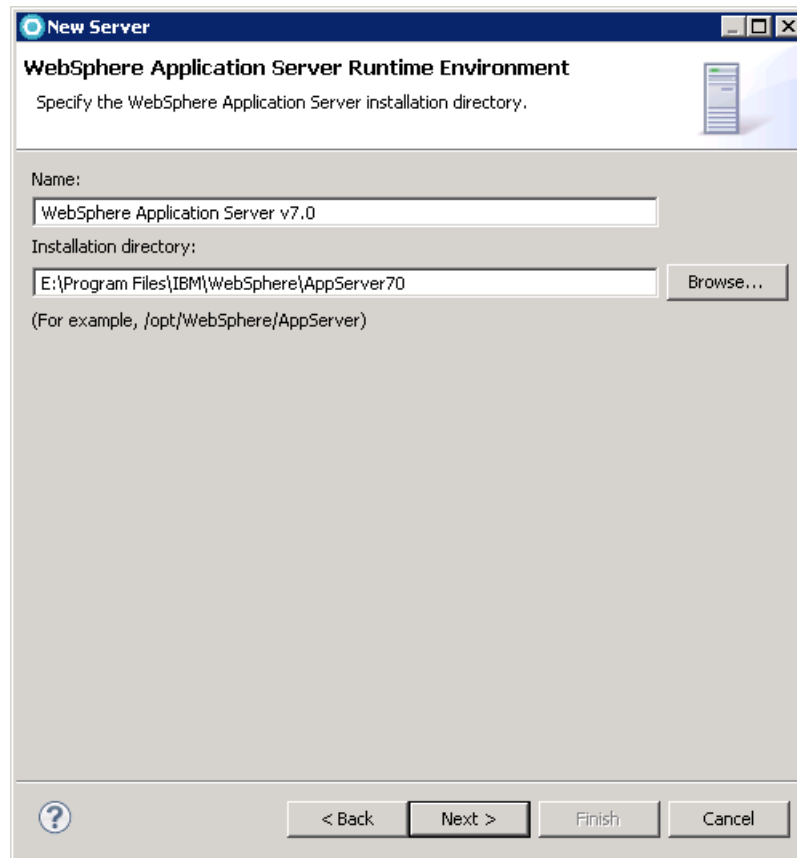 New Server
WebSphere Application Server Runtime Environment
Specify the WebSphere Application Server installation directory.
Name:
WebSphere Application Server v7.0
Installation directory:
E:\Program Files\IBM\WebSphere\AppServer70
Browse...
(For example, /opt/WebSphere/AppServer)
?
< Back
Next >
Finish
Cancel